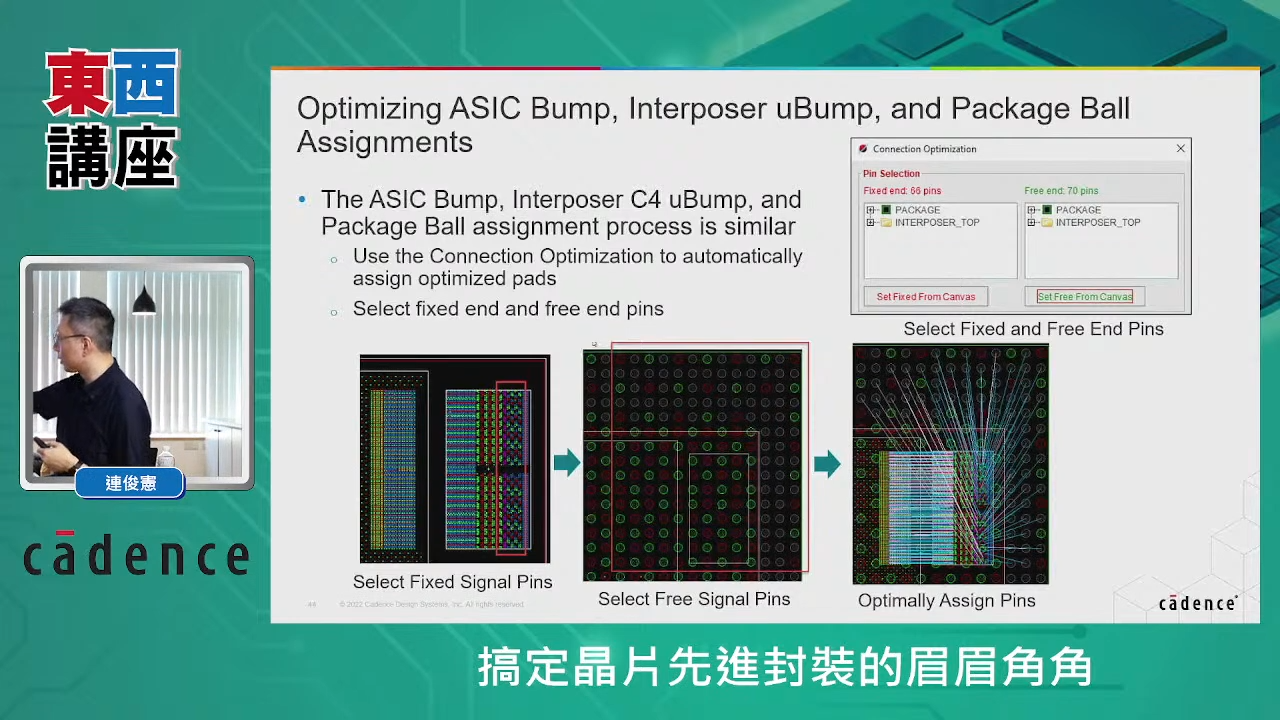 東西
講座
連俊憲
cādence
Optimizing ASIC Bump, Interposer uBump, and Package Ball
Assignments
• The ASIC Bump, Interposer C4 uBump, and
Package Ball assignment process is similar
○ Use the Connection Optimization to automatically
assign optimized pads
○ Select fixed end and free end pins
Connection Optimization
Pin Selection
Fixed end: 66 pins
Free end: 70 pins
PACKAGE
INTERPOSER_TOP
PACKAGE
INTERPOSER_TOP
Set Fixed From Canvas
Set Free From Canvas
Select Fixed and Free End Pins
Select Fixed Signal Pins
Select Free Signal Pins
Optimally Assign Pins
44 © 2022 Cadence Design Systems, Inc. All rights reserved.
cādence®
搞定晶片先進封裝的眉眉角角